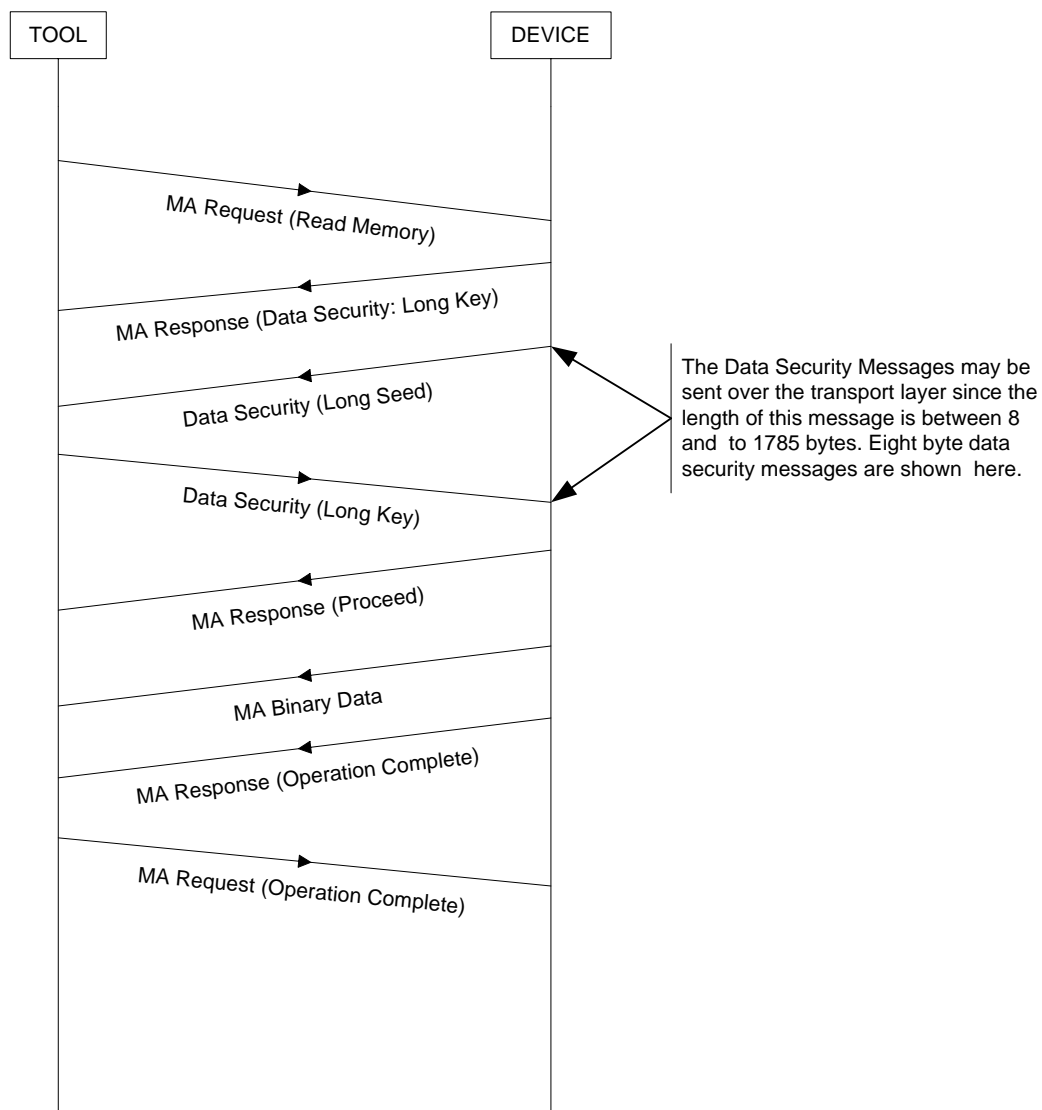 TOOL
DEVICE
MA Request (Read Memory)
MA Response (Data Security: Long Key)
Data Security (Long Seed)
The Data Security Messages may be
sent over the transport layer since the
length of this message is between 8
and  to 1785 bytes. Eight byte data
security messages are shown  here.
Data Security (Long Key)
MA Response (Proceed)
MA Binary Data
MA Response (Operation Complete)
MA Request (Operation Complete)